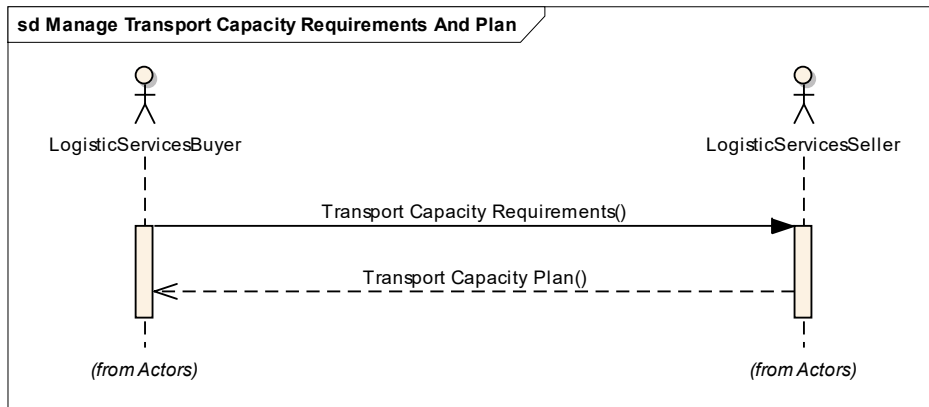 sd Manage Transport Capacity Requirements And Plan
LogisticServicesBuyer
LogisticServicesSeller
Transport Capacity Requirements()
Transport Capacity Plan()
(from Actors)
(from Actors)